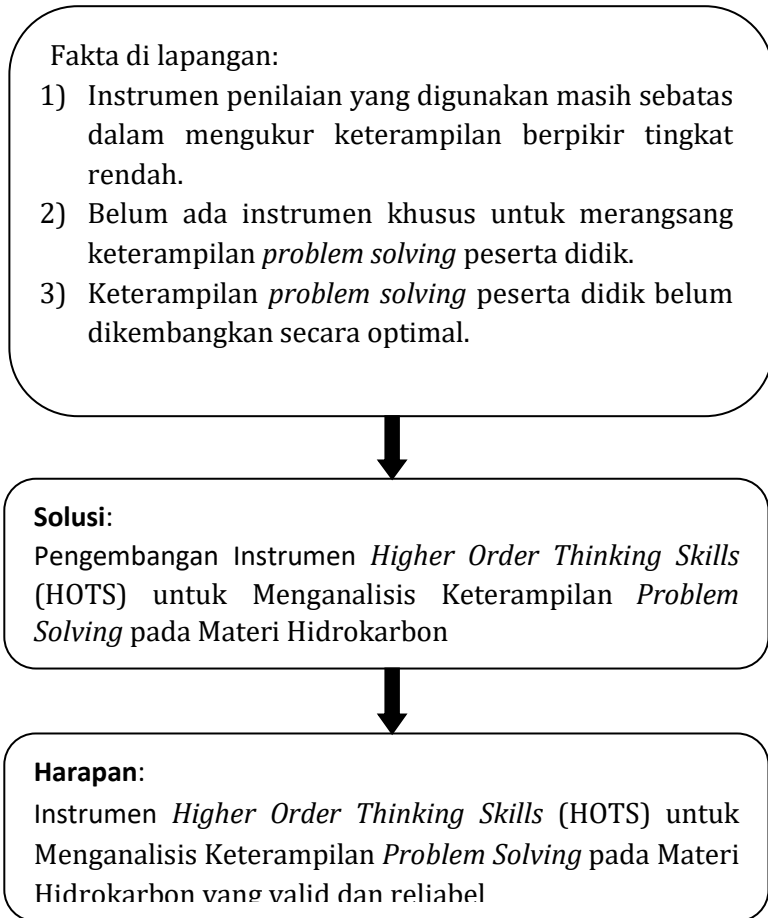 Fakta di lapangan:
1) Instrumen penilaian yang digunakan masih sebatas
dalam mengukur keterampilan berpikir tingkat
rendah.
2) Belum ada instrumen khusus untuk merangsang
keterampilan problem solving peserta didik.
3) Keterampilan problem solving peserta didik belum
dikembangkan secara optimal.
Solusi:
Pengembangan Instrumen Higher Order Thinking Skills
(HOTS) untuk Menganalisis Keterampilan Problem
Solving pada Materi Hidrokarbon
Harapan:
Instrumen Higher Order Thinking Skills (HOTS) untuk
Menganalisis Keterampilan Problem Solving pada Materi
Hidrokarbon yang valid dan reliabel